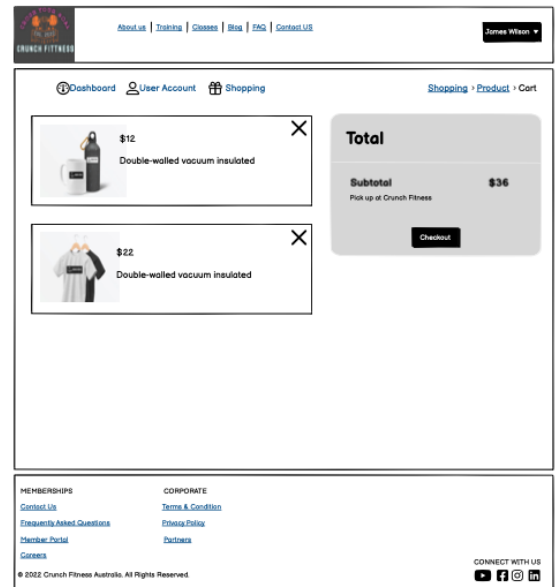 CRUNCH FITTNESS
About us | Training | Classes | Blog | FAQ | Contact US
James Wilson
Dashboard User Account Shopping
Shopping › Product › Cart
$12
Double-walled vacuum insulated
$22
Double-walled vacuum insulated
Total
Subtotal $36
Pick up at Crunch Fitness
Checkout
MEMBERSHIPS
Contact Us
Frequently Asked Questions
Member Portal
Careers
CORPORATE
Terms & Condition
Privacy Policy
Partners
© 2022 Crunch Fitness Australia. All Rights Reserved.
CONNECT WITH US